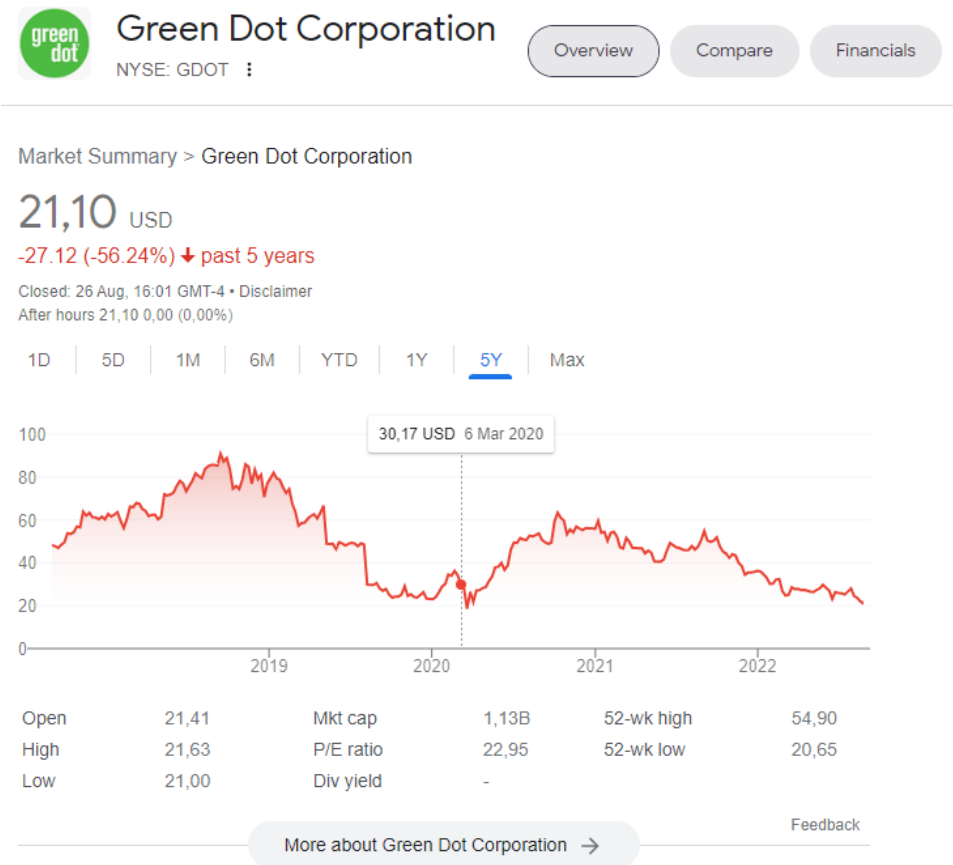 green
dot
Green Dot Corporation
NYSE: GDOT
Overview
Compare
Financials
Market Summary > Green Dot Corporation
21,10 USD
-27.12 (-56.24%) ↓ past 5 years
Closed: 26 Aug, 16:01 GMT-4 • Disclaimer
After hours 21,10 0,00 (0,00%)
1D 5D 1M 6M YTD 1Y 5Y Max
30,17 USD 6 Mar 2020
100
80
60
40
20
0
2019 2020 2021 2022
Open 21,41 Mkt cap 1,13B 52-wk high 54,90
High 21,63 P/E ratio 22,95 52-wk low 20,65
Low 21,00 Div yield -
Feedback
More about Green Dot Corporation →